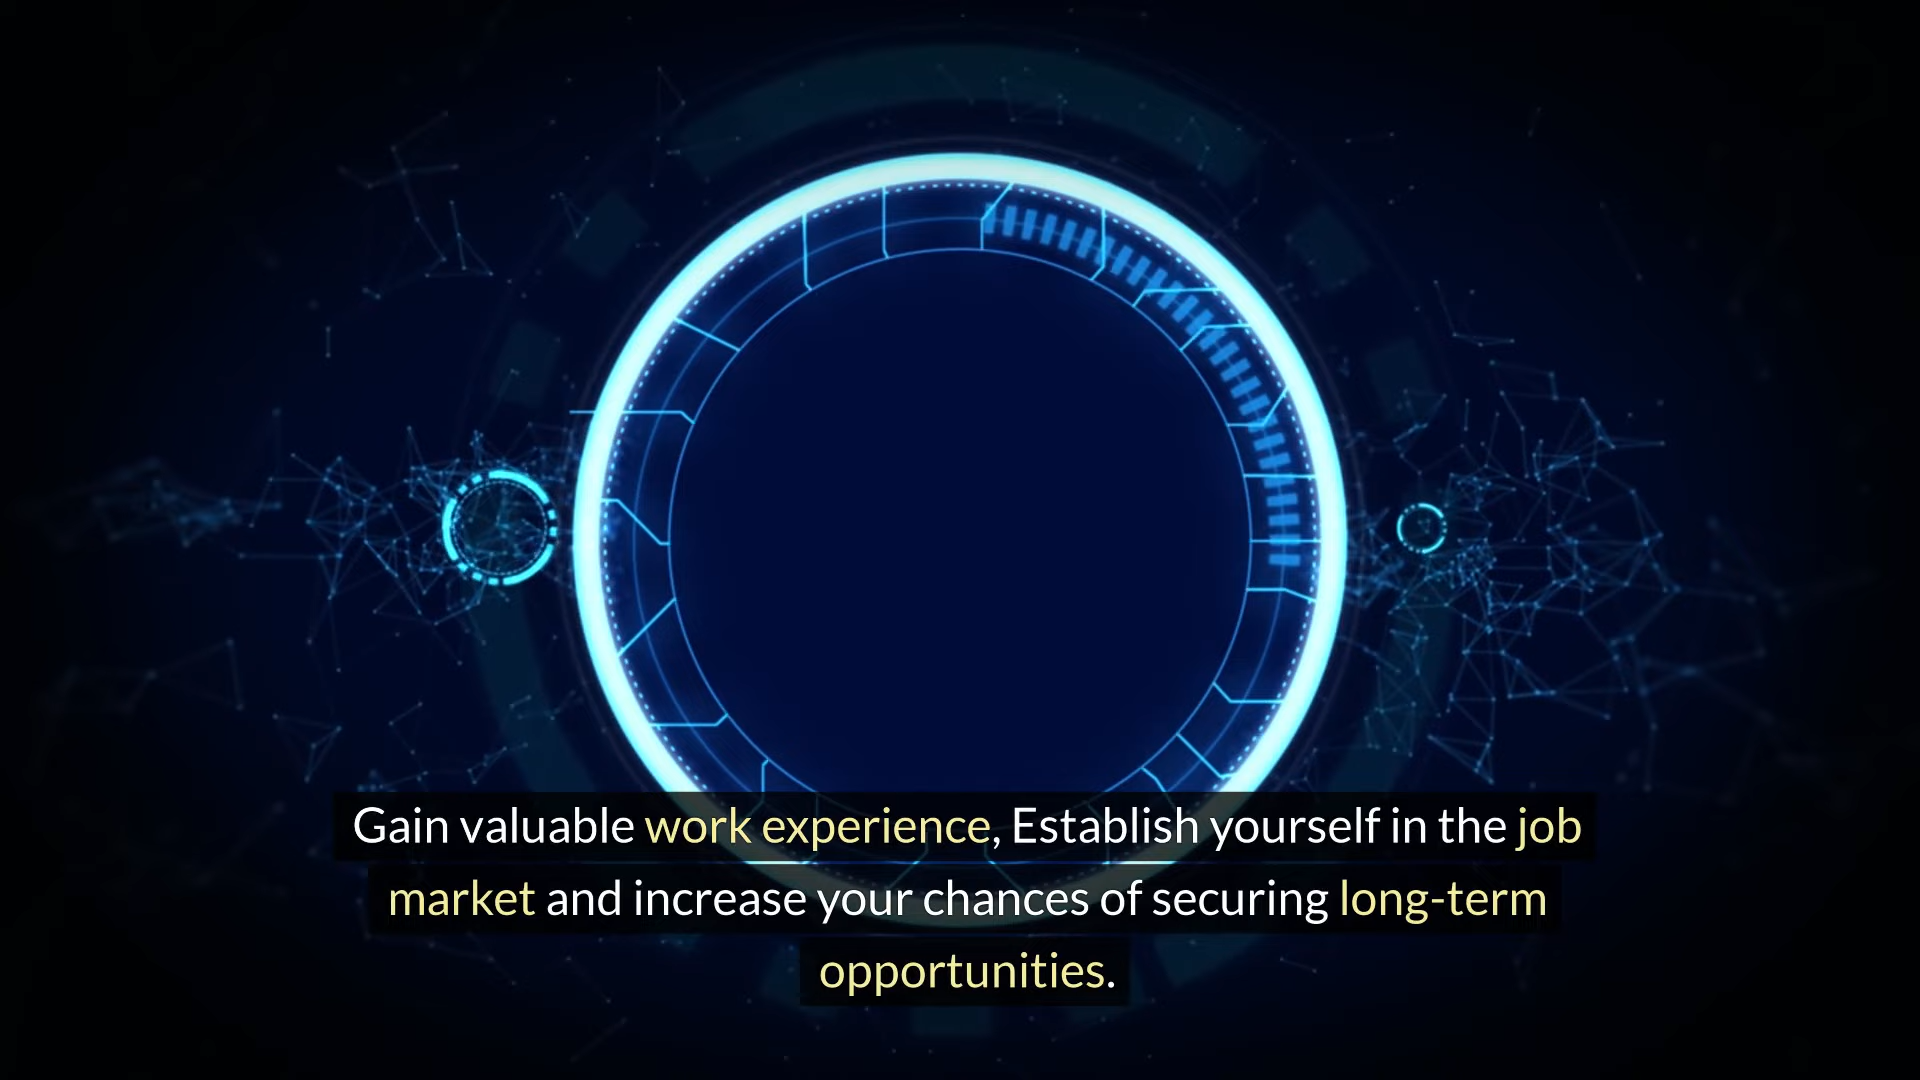 Gain valuable work experience, Establish yourself in the job
market and increase your chances of securing long-term
opportunities.